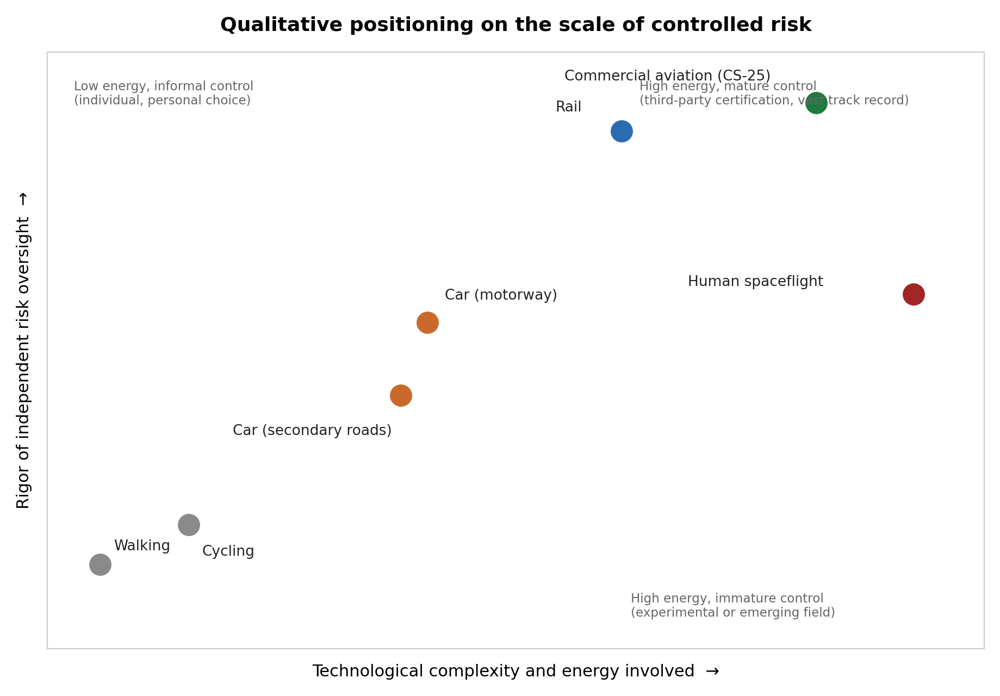 Qualitative positioning on the scale of controlled risk
Commercial aviation (CS-25)
Low energy, informal control
(individual, personal choice)
High energy, mature control
(third-party certification, vast track record)
Rail
Human spaceflight
Car (motorway)
Car (secondary roads)
Walking
Cycling
High energy, immature control
(experimental or emerging field)
Rigor of independent risk oversight →
Technological complexity and energy involved →